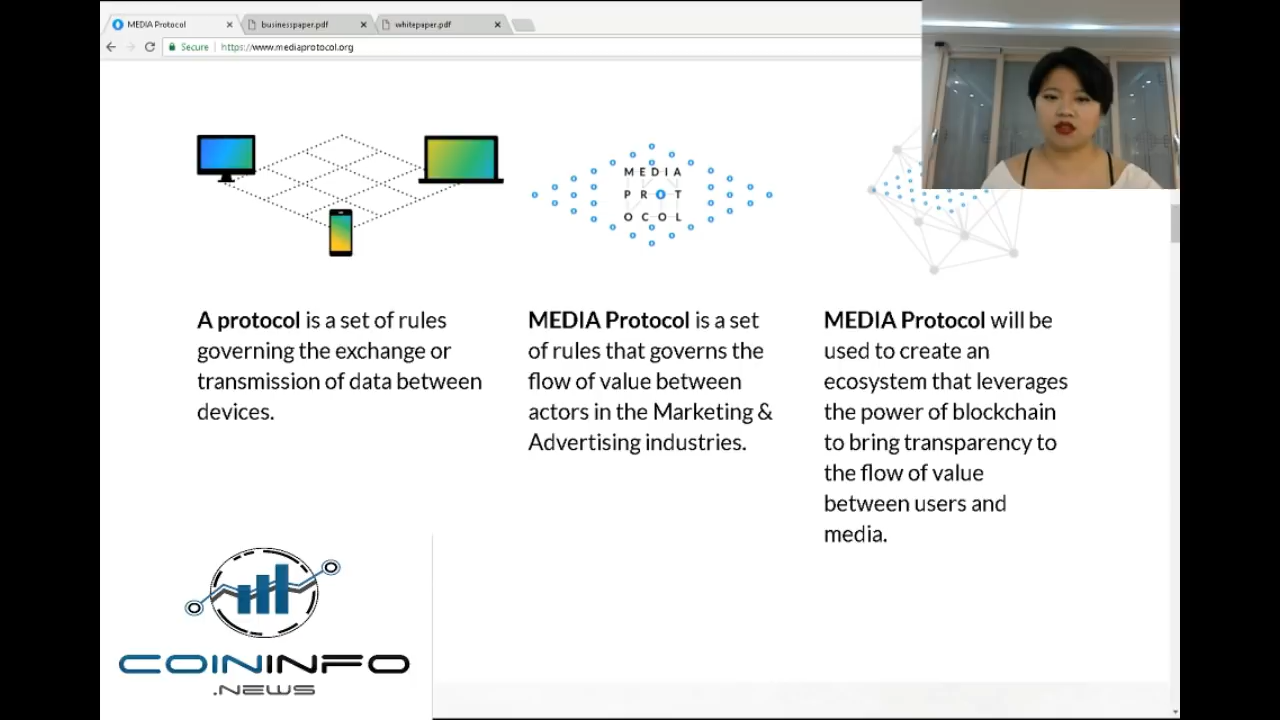 MEDIA Protocol
businesspaper.pdf
whitepaper.pdf
Secure
https://www.mediaprotocol.org
MEDIA
PROT
OCOL
A protocol is a set of rules
governing the exchange or
transmission of data between
devices.
MEDIA Protocol is a set
of rules that governs the
flow of value between
actors in the Marketing &
Advertising industries.
MEDIA Protocol will be
used to create an
ecosystem that leverages
the power of blockchain
to bring transparency to
the flow of value
between users and
media.
COININFO
.NEWS